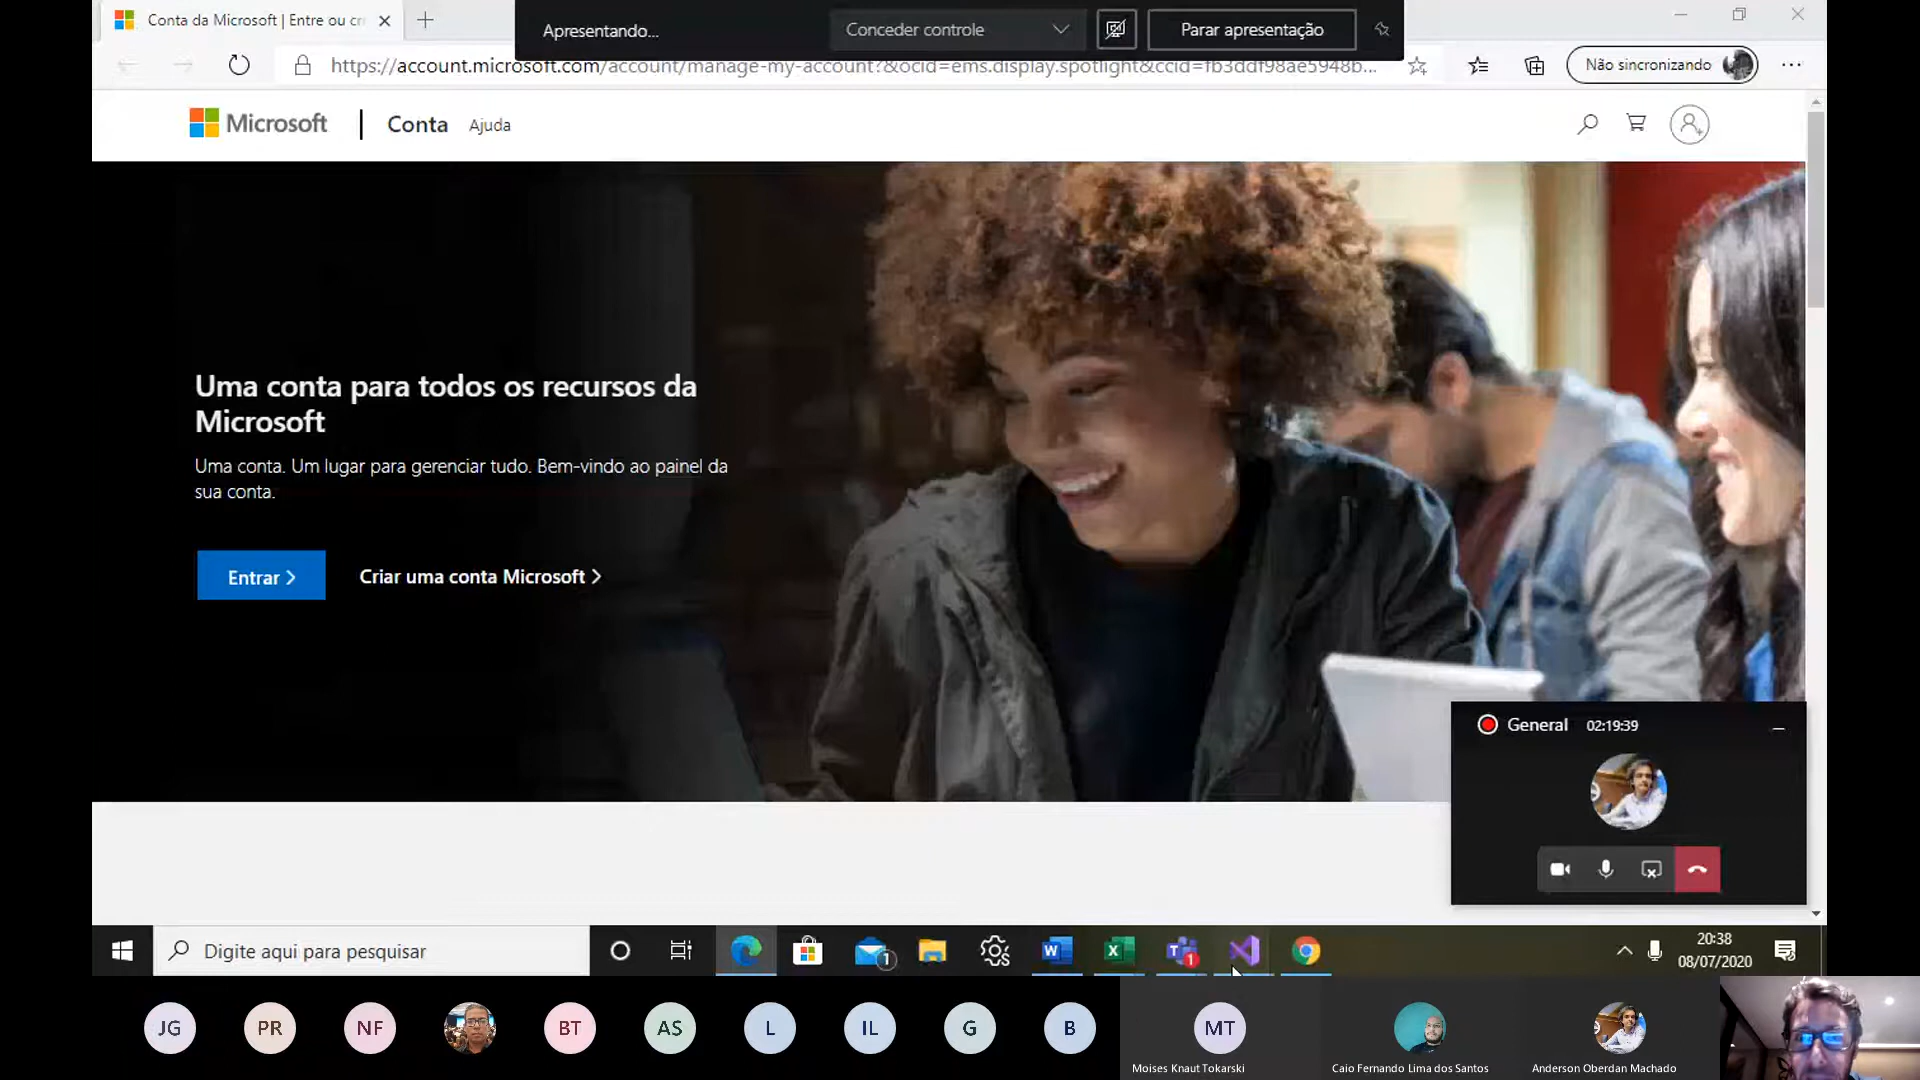 Conta da Microsoft | Entre ou cr
Apresentando...
Conceder controle
Parar apresentação
https://account.microsoft.com/account/manage-my-account?&ocid=ems.display.spotlight&ccid=fb3ddf98ae5948b...
Não sincronizando
Microsoft
Conta
Ajuda
Uma conta para todos os recursos da
Microsoft
Uma conta. Um lugar para gerenciar tudo. Bem-vindo ao painel da
sua conta.
Entrar
Criar uma conta Microsoft
General 02:19:39
Digite aqui para pesquisar
1
1
20:38
08/07/2020
JG
PR
NF
BT
AS
L
IL
G
B
MT
Moises Knaut Tokarski
Caio Fernando Lima dos Santos
Anderson Oberdan Machado